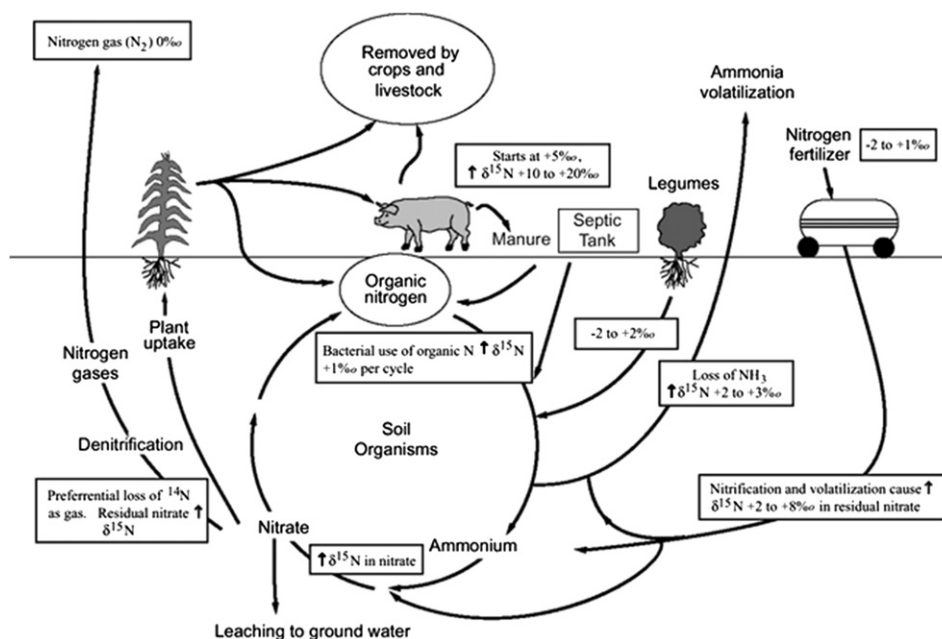 Nitrogen gas (N₂) 0‰
Removed by
crops and
livestock
Ammonia
volatilization
Nitrogen
fertilizer
-2 to +1‰
Starts at +5‰,
↑ δ¹⁵N +10 to +20‰
Legumes
Manure
Septic
Tank
Organic
nitrogen
Plant
uptake
Nitrogen
gases
Bacterial use of organic N ↑ δ¹⁵N
+1‰ per cycle
-2 to +2‰
Loss of NH₃
↑δ¹⁵N +2 to +3‰
Soil
Organisms
Denitrification
Preferrential loss of ¹⁴N
as gas. Residual nitrate ↑
δ¹⁵N
Nitrification and volatilization cause ↑
δ¹⁵N +2 to +8‰ in residual nitrate
Nitrate
Ammonium
↑δ¹⁵N in nitrate
Leaching to ground water